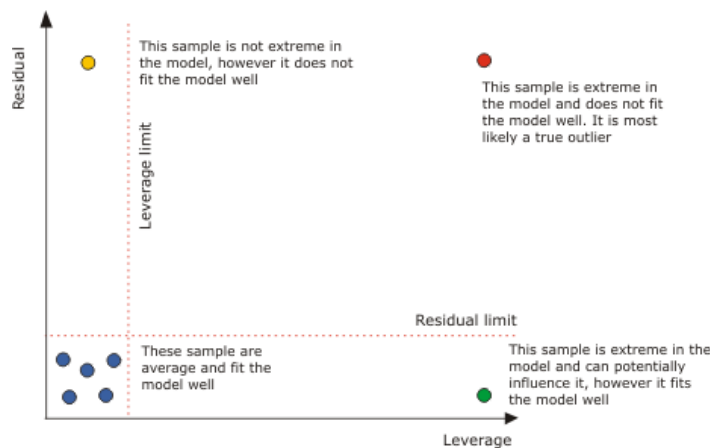 Residual
This sample is not extreme in
the model, however it does not
fit the model well
Leverage limit
This sample is extreme in
the model and does not fit
the model well. It is most
likely a true outlier
Residual limit
These sample are
average and fit the
model well
This sample is extreme in the
model and can potentially
influence it, however it fits
the model well
Leverage